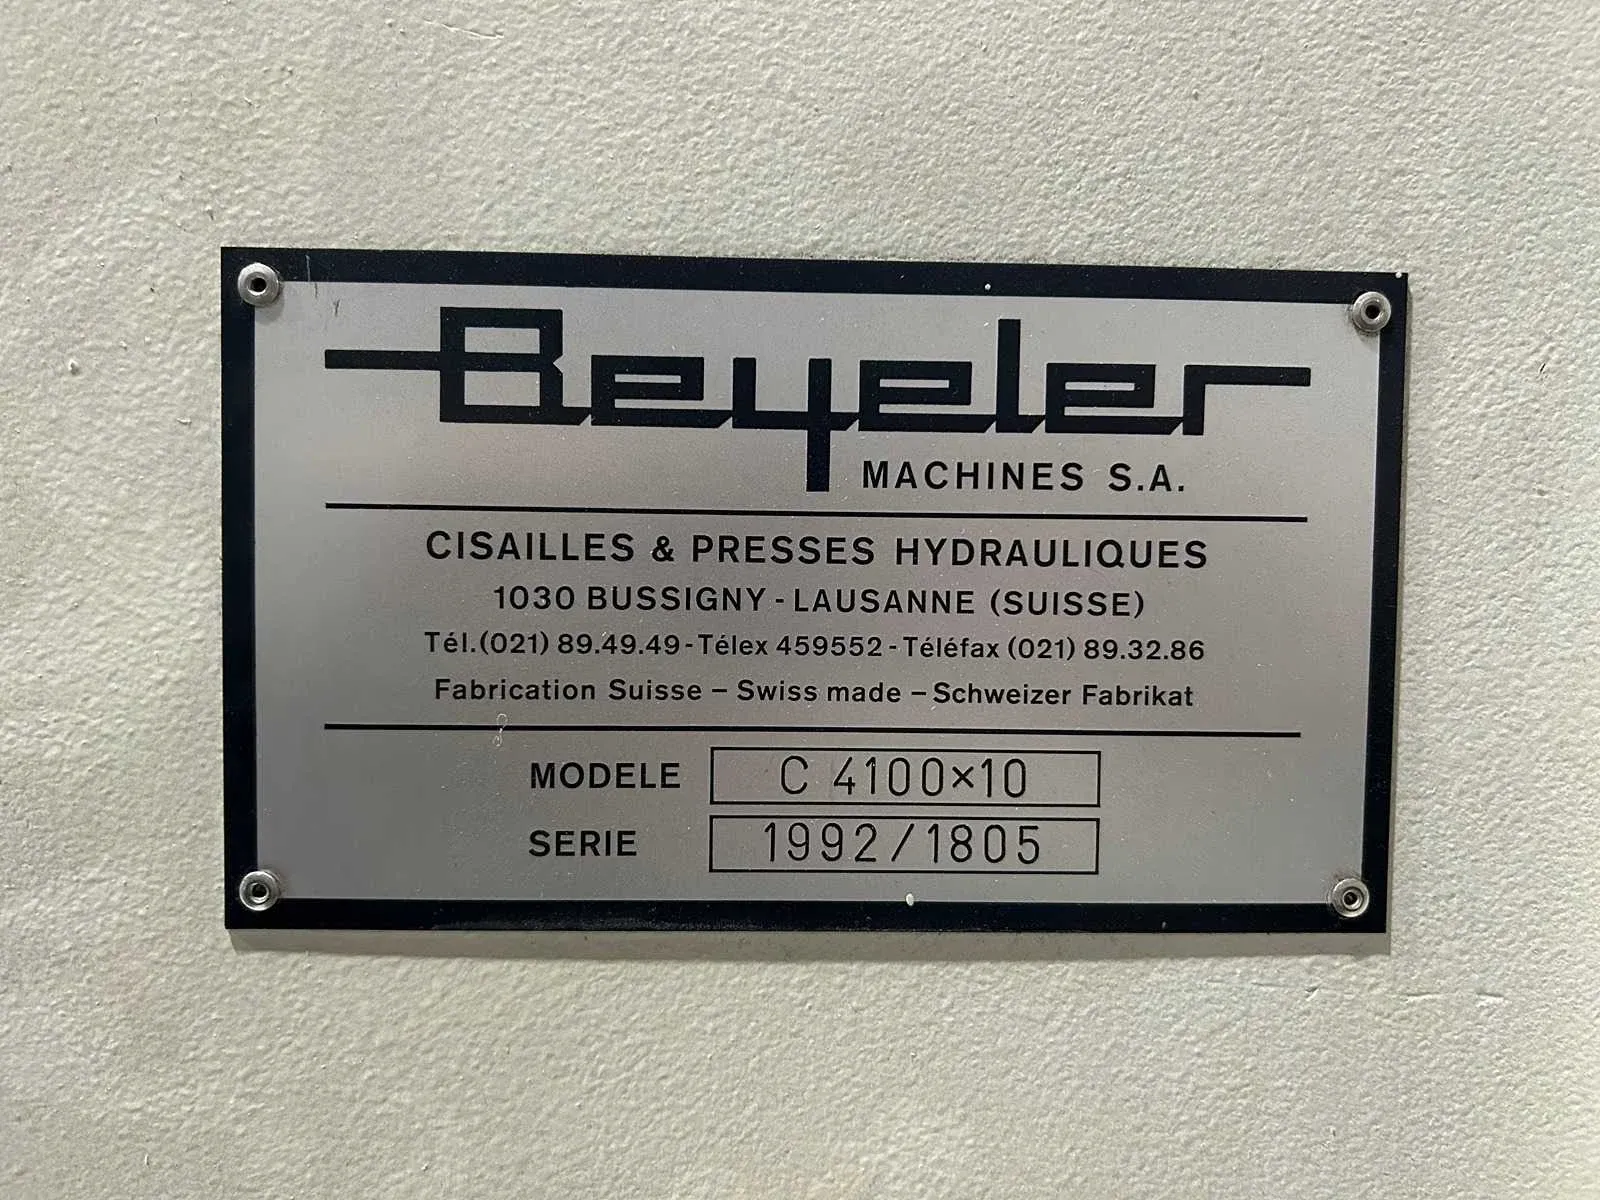 Beyeler
MACHINES S.A.
CISAILLES & PRESSES HYDRAULIQUES
1030 BUSSIGNY - LAUSANNE (SUISSE)
Tél.(021) 89.49.49 - Télex 459552 - Téléfax (021) 89.32.86
Fabrication Suisse – Swiss made – Schweizer Fabrikat
MODELE C 4100×10
SERIE 1992/1805